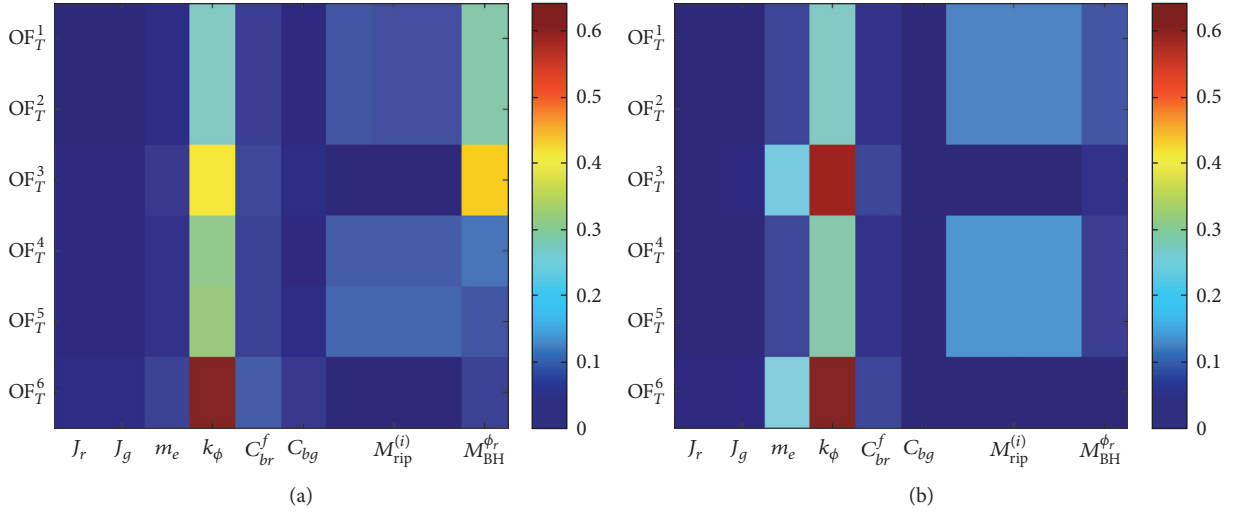 OF_T^1
OF_T^2
OF_T^3
OF_T^4
OF_T^5
OF_T^6
J_r J_g m_e k_ϕ C_br^f C_bg M_rip^(i) M_BH^ϕ_r
0.6
0.5
0.4
0.3
0.2
0.1
0
(a)
OF_T^1
OF_T^2
OF_T^3
OF_T^4
OF_T^5
OF_T^6
J_r J_g m_e k_ϕ C_br^f C_bg M_rip^(i) M_BH^ϕ_r
0.6
0.5
0.4
0.3
0.2
0.1
0
(b)